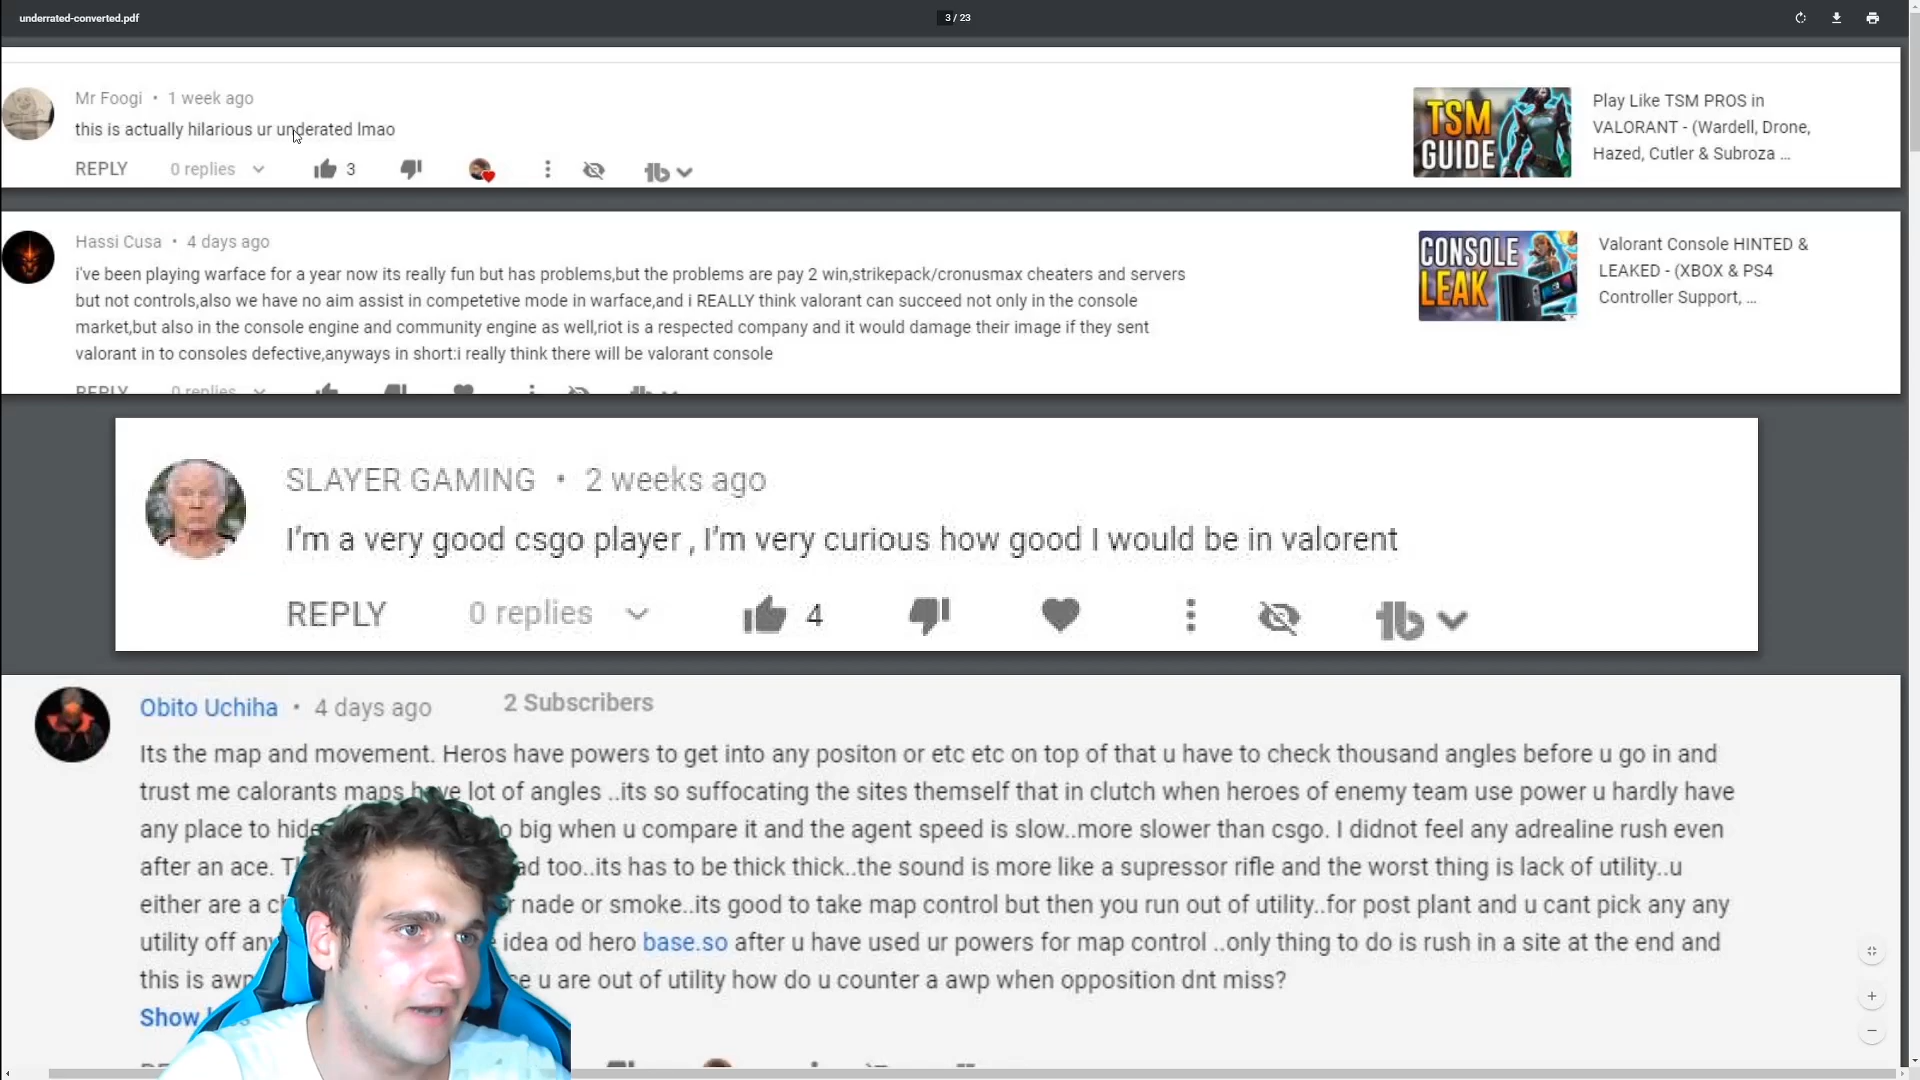 underrated-converted.pdf
3 / 23
Mr Foogi • 1 week ago
this is actually hilarious ur underated lmao
REPLY 0 replies 3
TSM GUIDE
Play Like TSM PROS in
VALORANT - (Wardell, Drone,
Hazed, Cutler & Subroza ...
Hassi Cusa • 4 days ago
i've been playing warface for a year now its really fun but has problems,but the problems are pay 2 win,strikepack/cronusmax cheaters and servers
but not controls,also we have no aim assist in competetive mode in warface,and i REALLY think valorant can succeed not only in the console
market,but also in the console engine and community engine as well,riot is a respected company and it would damage their image if they sent
valorant in to consoles defective,anyways in short:i really think there will be valorant console
REPLY 0 replies
CONSOLE LEAK
Valorant Console HINTED &
LEAKED - (XBOX & PS4
Controller Support, ...
SLAYER GAMING • 2 weeks ago
I'm a very good csgo player , I'm very curious how good I would be in valorent
REPLY 0 replies 4
Obito Uchiha • 4 days ago 2 Subscribers
Its the map and movement. Heros have powers to get into any positon or etc etc on top of that u have to check thousand angles before u go in and
trust me calorants maps have lot of angles ..its so suffocating the sites themself that in clutch when heroes of enemy team use power u hardly have
any place to hide big when u compare it and the agent speed is slow..more slower than csgo. I didnot feel any adrealine rush even
after an ace. too..its has to be thick thick..the sound is more like a supressor rifle and the worst thing is lack of utility..u
either are a nade or smoke..its good to take map control but then you run out of utility..for post plant and u cant pick any any
utility off idea od hero base.so after u have used ur powers for map control ..only thing to do is rush in a site at the end and
this is u are out of utility how do u counter a awp when opposition dnt miss?
Show